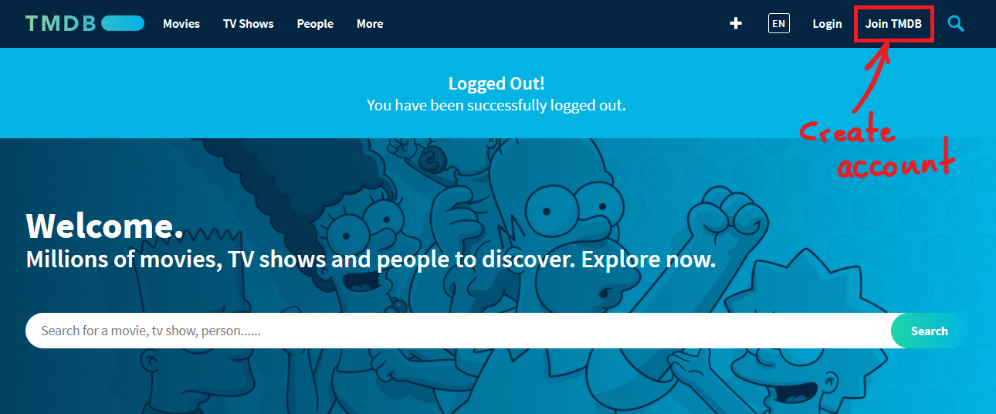 TMDB Movies TV Shows People More + EN Login Join TMDB
Logged Out!
You have been successfully logged out.
Create
account
Welcome.
Millions of movies, TV shows and people to discover. Explore now.
Search for a movie, tv show, person...... Search